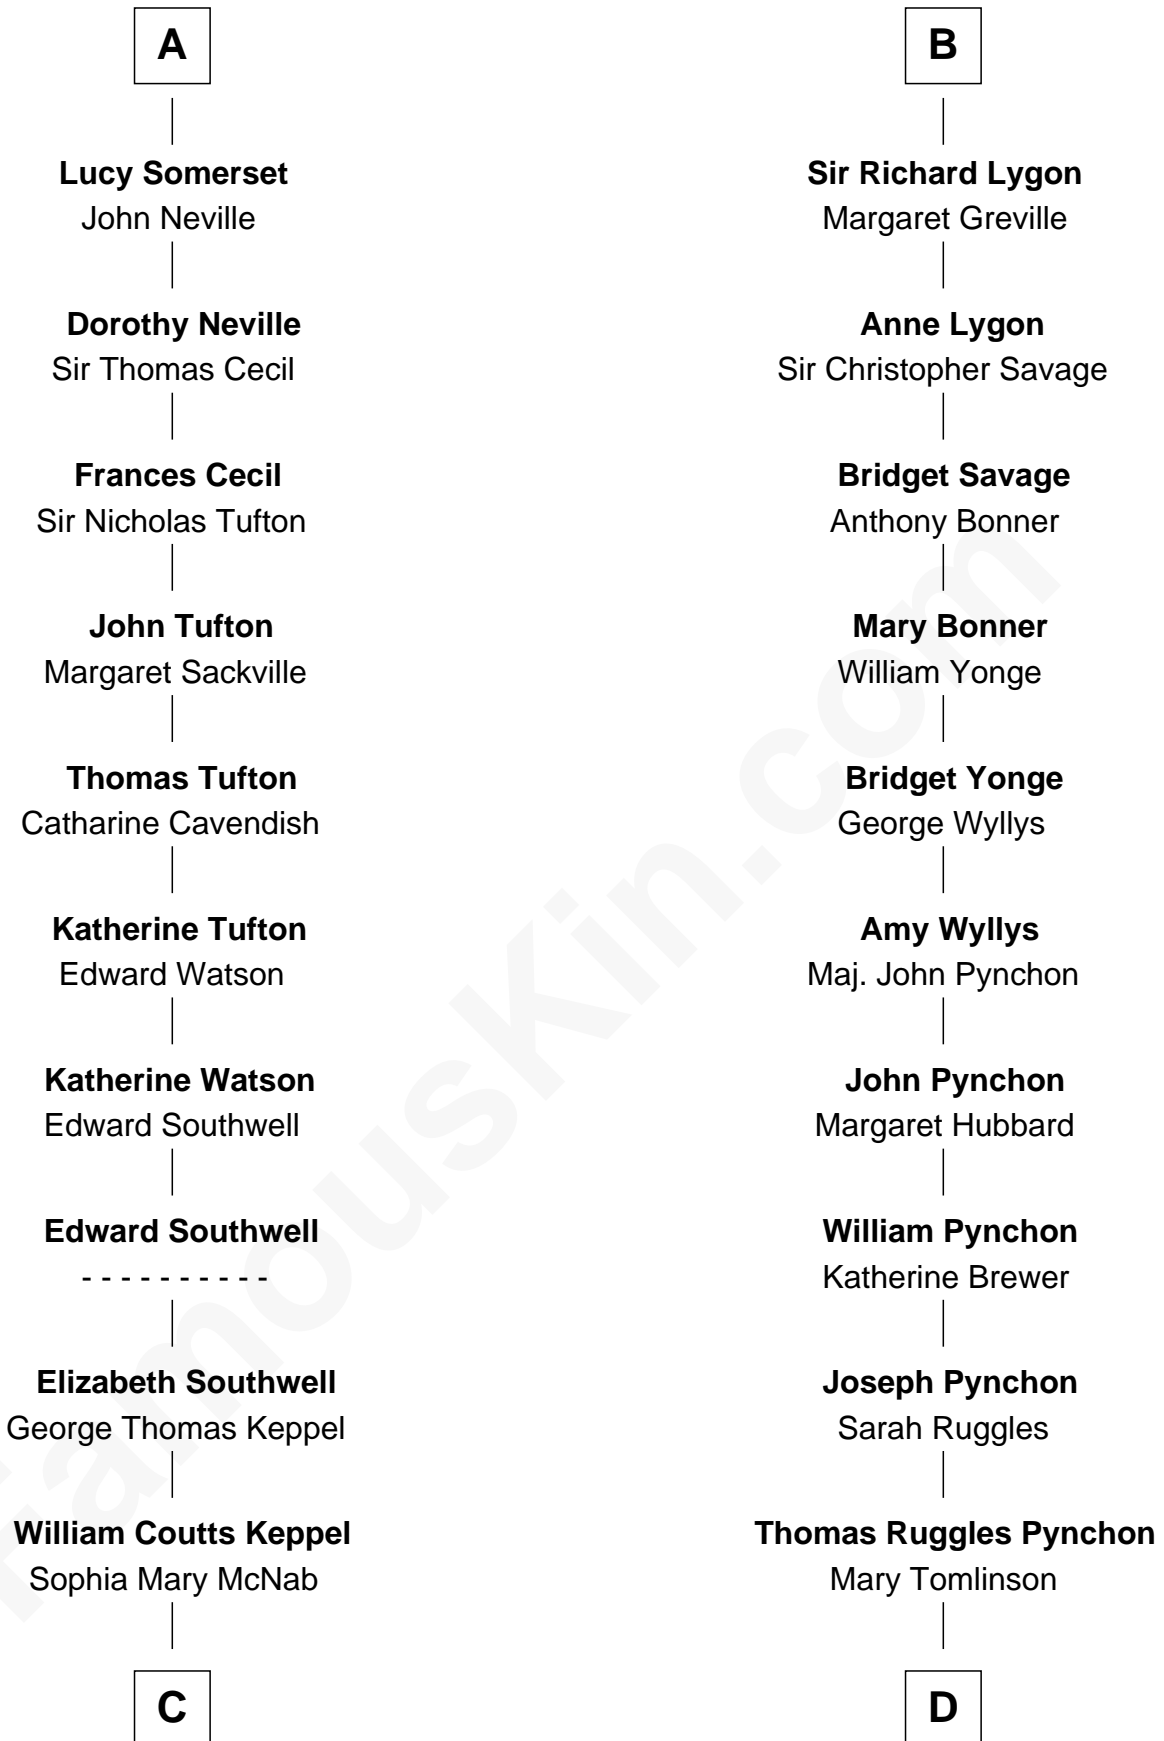 A
Lucy Somerset
John Neville
Dorothy Neville
Sir Thomas Cecil
Frances Cecil
Sir Nicholas Tufton
John Tufton
Margaret Sackville
Thomas Tufton
Catharine Cavendish
Katherine Tufton
Edward Watson
Katherine Watson
Edward Southwell
Edward Southwell
- - - - - - - - - -
Elizabeth Southwell
George Thomas Keppel
William Coutts Keppel
Sophia Mary McNab
C
B
Sir Richard Lygon
Margaret Greville
Anne Lygon
Sir Christopher Savage
Bridget Savage
Anthony Bonner
Mary Bonner
William Yonge
Bridget Yonge
George Wyllys
Amy Wyllys
Maj. John Pynchon
John Pynchon
Margaret Hubbard
William Pynchon
Katherine Brewer
Joseph Pynchon
Sarah Ruggles
Thomas Ruggles Pynchon
Mary Tomlinson
D
FamousKin.com